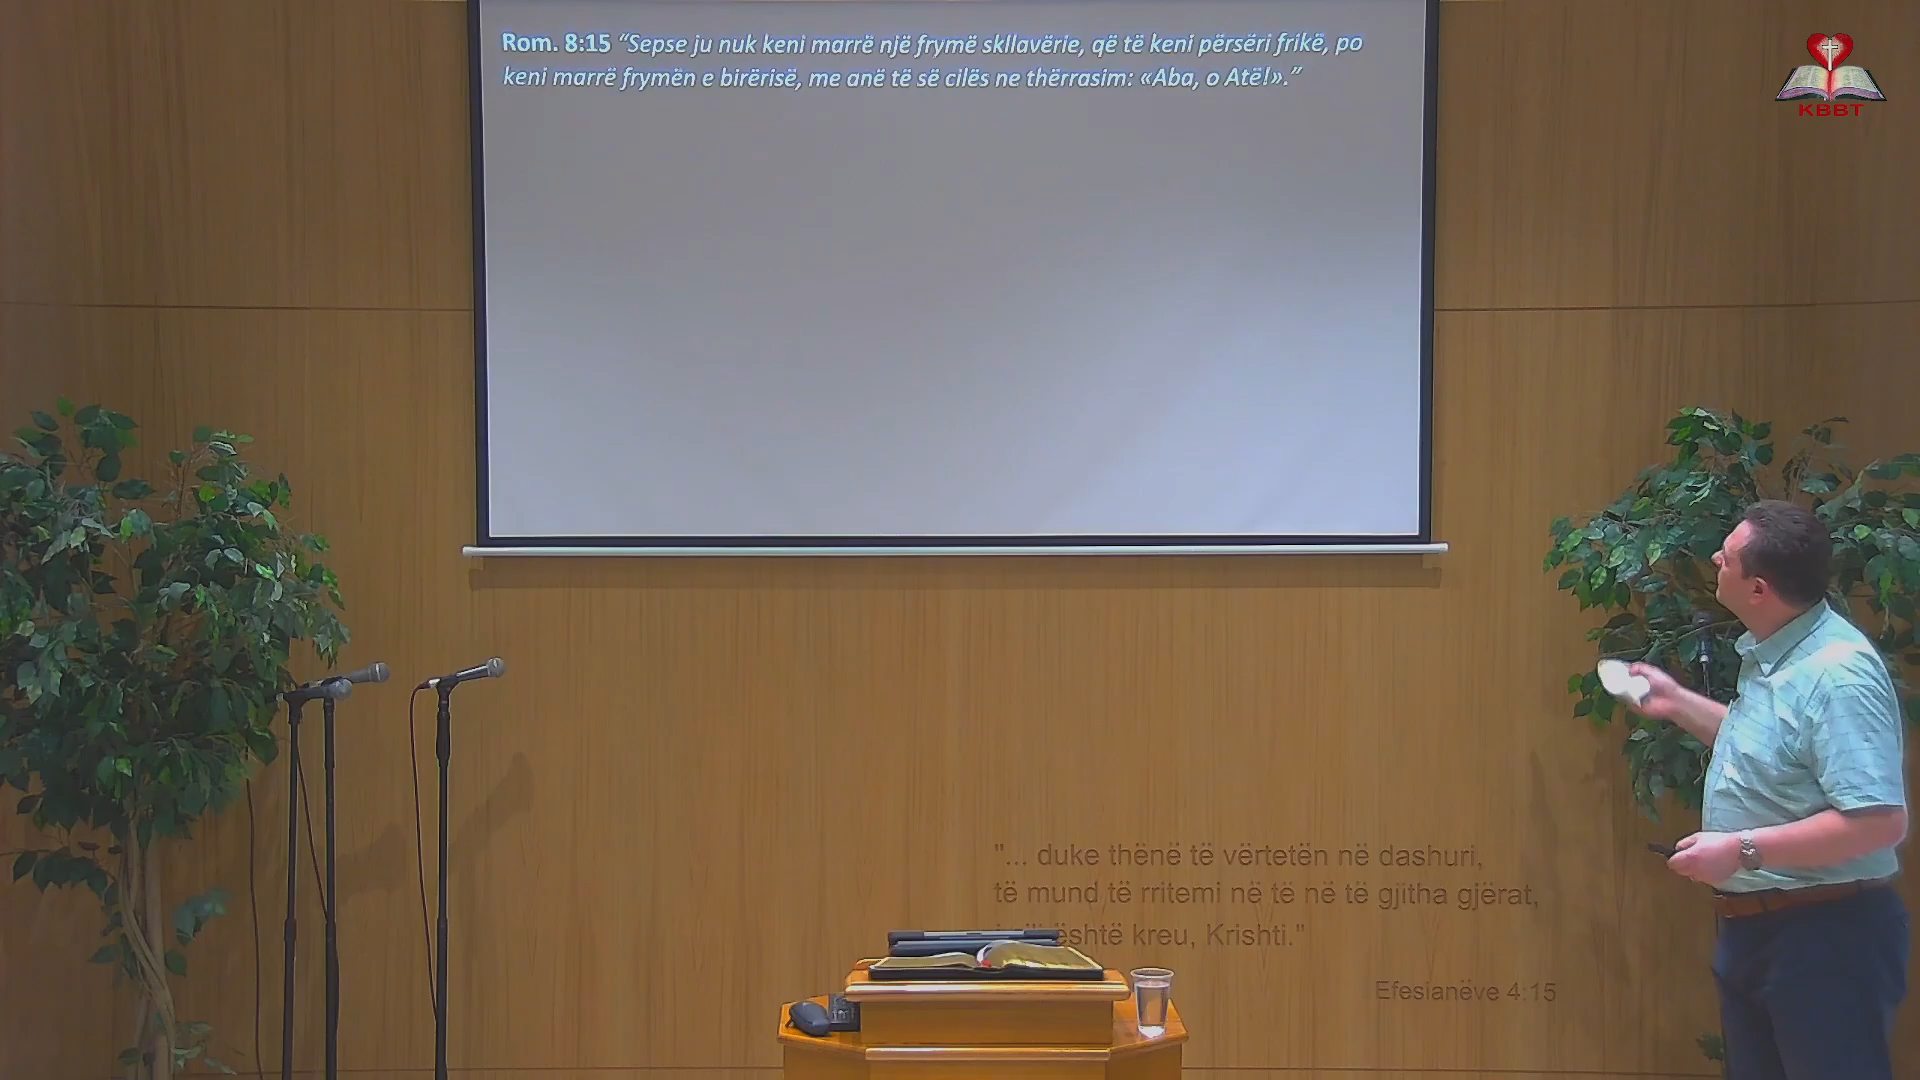 Rom. 8:15 “Sepse ju nuk keni marrë një frymë skllavërie, që të keni përsëri frikë, po
keni marrë frymën e birërisë, me anë të së cilës ne thërrasim: «Aba, o Atë!».”
KBBT
"... duke thënë të vërtetën në dashuri,
të mund të rritemi në të në të gjitha gjërat,
është kreu, Krishti."
Efesianëve 4:15